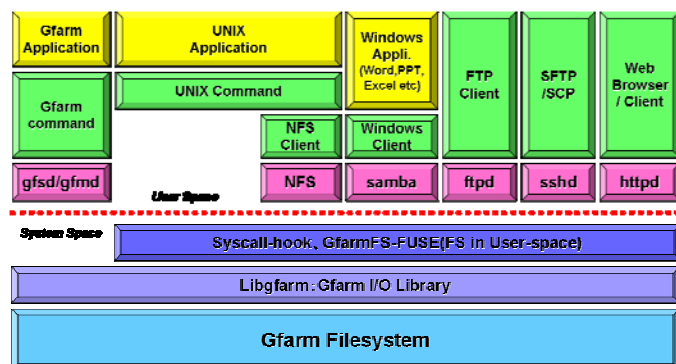 Gfarm
Application
UNIX
Application
Windows
Appli.
(Word,PPT,
Excel etc)
FTP
Client
SFTP
/SCP
Web
Browser
/ Client
Gfarm
command
UNIX Command
NFS
Client
Windows
Client
gfsd/gfmd
NFS
samba
ftpd
sshd
httpd
User Space
System Space
Syscall-hook、GfarmFS-FUSE(FS in User-space)
Libgfarm：Gfarm I/O Library
Gfarm Filesystem